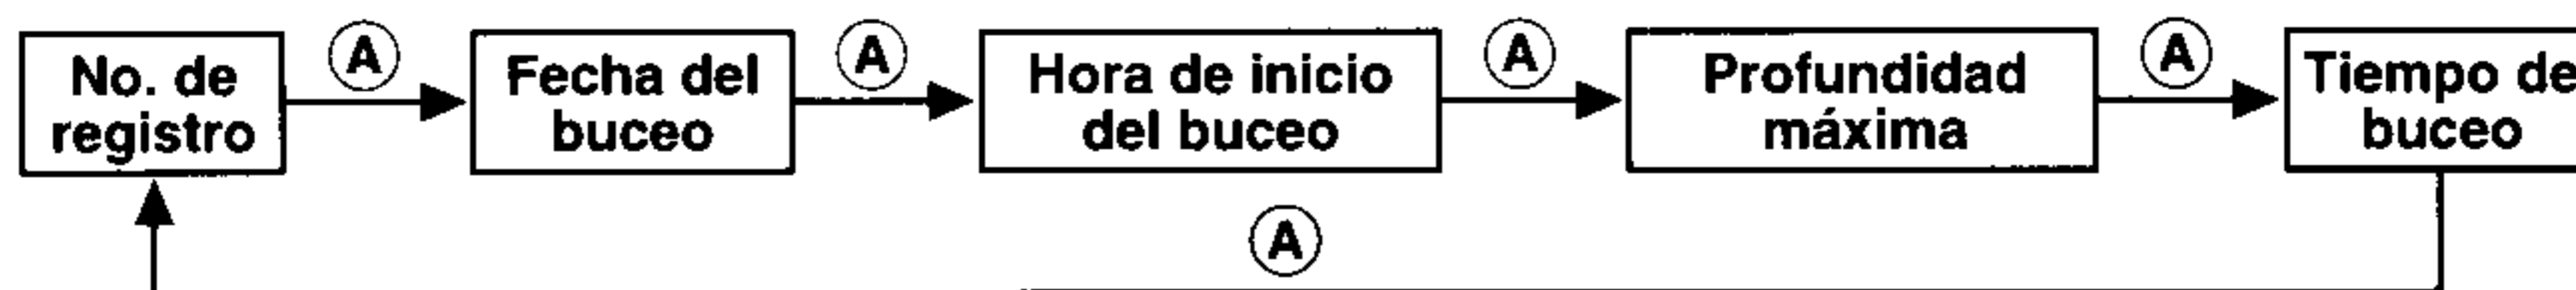 No. de
registro
A
Fecha del
buceo
A
Hora de inicio
del buceo
A
Profundidad
máxima
A
Tiempo de
buceo
A